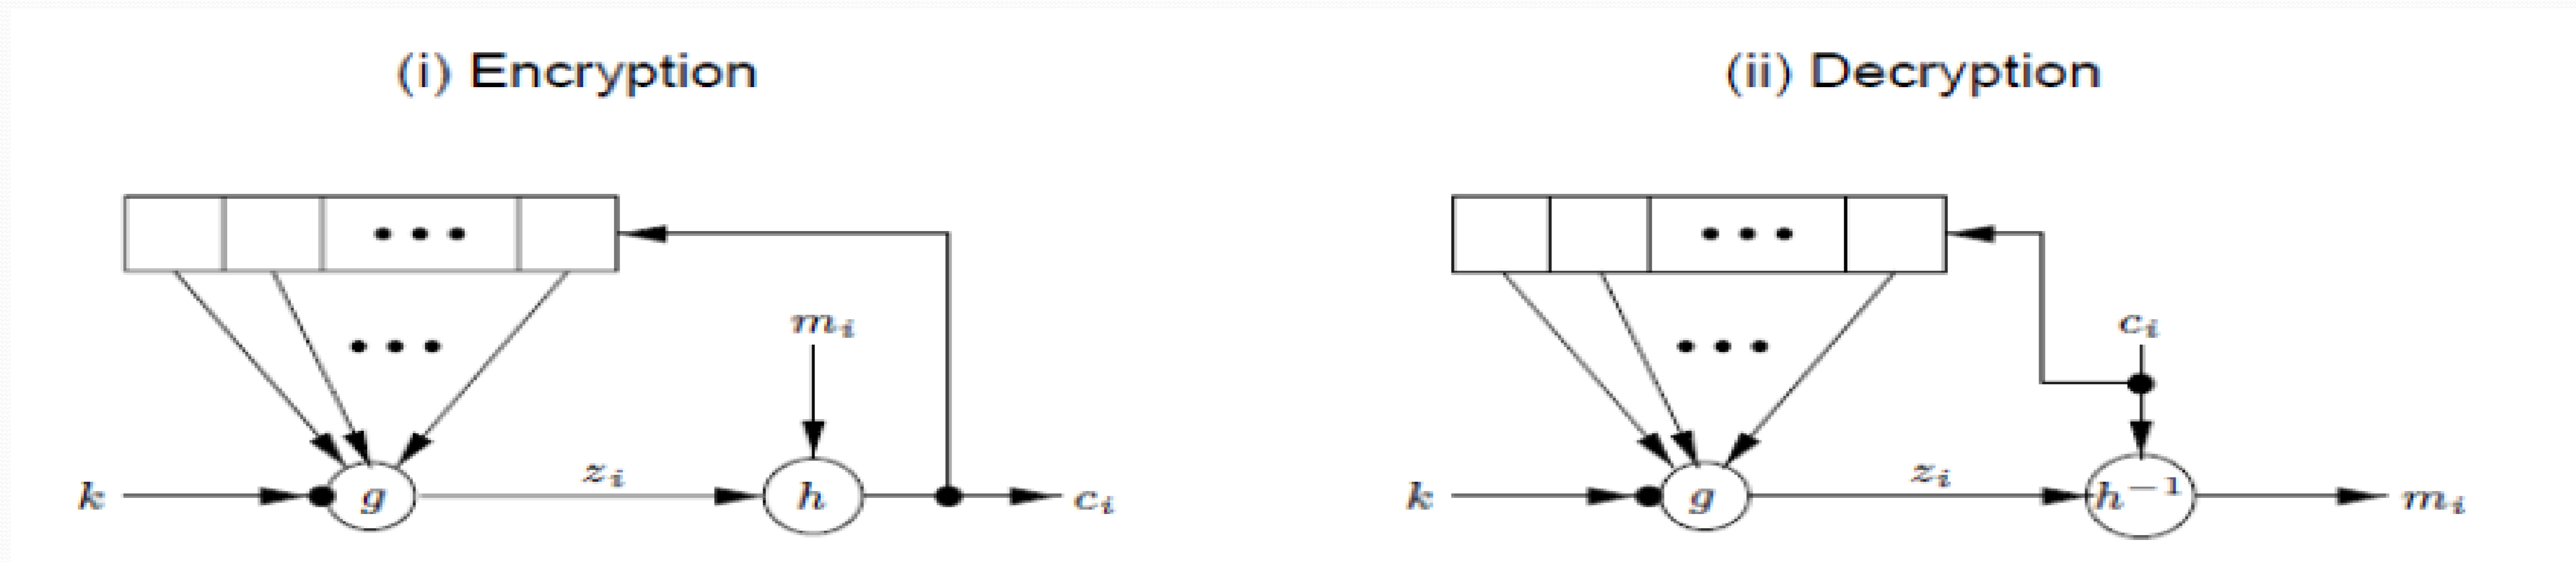 (i) Encryption
(ii) Decryption
m_i
c_i
k
g
z_i
h
c_i
k
g
z_i
h^{-1}
m_i